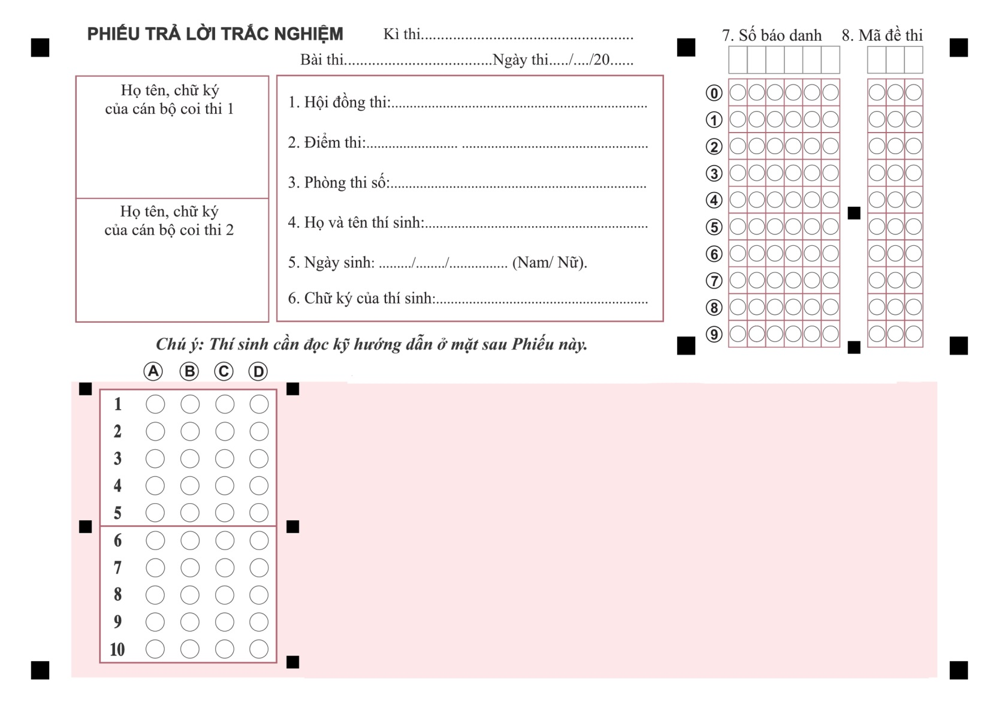 PHIẾU TRẢ LỜI TRẮC NGHIỆM
Kì thi.....................................................
Bài thi.....................................Ngày thi...../..../20......
Họ tên, chữ ký
của cán bộ coi thi 1
Họ tên, chữ ký
của cán bộ coi thi 2
1. Hội đồng thi:......................................................................
2. Điểm thi:......................... ...................................................
3. Phòng thi số:......................................................................
4. Họ và tên thí sinh:.............................................................
5. Ngày sinh: ........./......../................ (Nam/ Nữ).
6. Chữ ký của thí sinh:..........................................................
7. Số báo danh
8. Mã đề thi
0
1
2
3
4
5
6
7
8
9
Chú ý: Thí sinh cần đọc kỹ hướng dẫn ở mặt sau Phiếu này.
A B C D
1
2
3
4
5
6
7
8
9
10